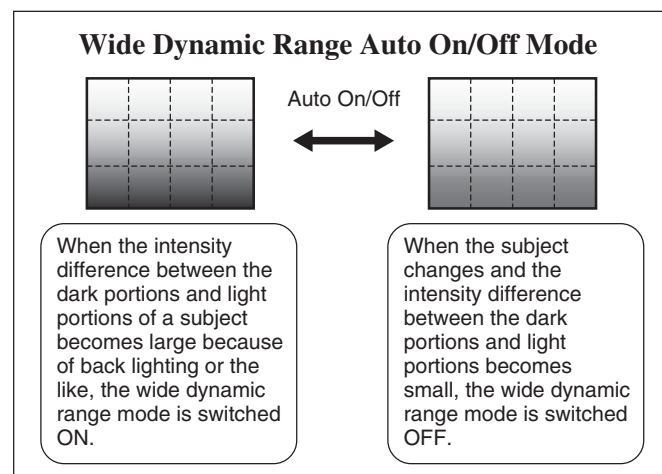 Wide Dynamic Range Auto On/Off Mode
Auto On/Off
When the intensity
difference between the
dark portions and light
portions of a subject
becomes large because
of back lighting or the
like, the wide dynamic
range mode is switched
ON.
When the subject
changes and the
intensity difference
between the dark
portions and light
portions becomes
small, the wide dynamic
range mode is switched
OFF.